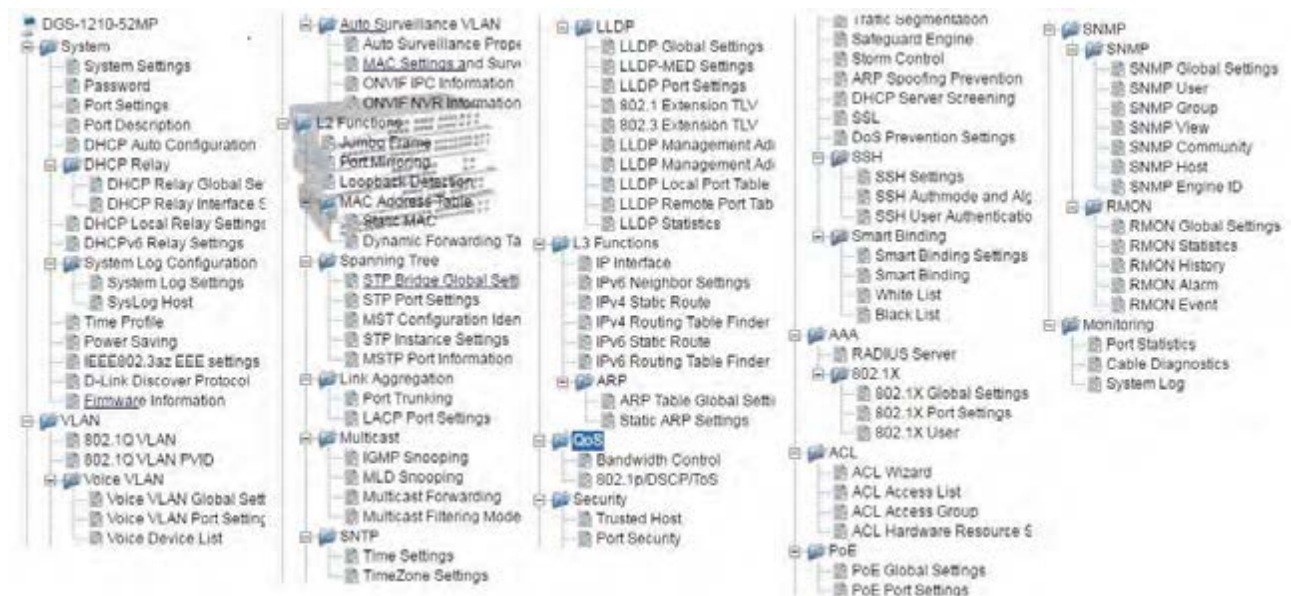 DGS-1210-52MP
System
System Settings
Password
Port Settings
Port Description
DHCP Auto Configuration
DHCP Relay
DHCP Relay Global Se
DHCP Relay Interface S
DHCP Local Relay Settings
DHCPv6 Relay Settings
System Log Configuration
System Log Settings
SysLog Host
Time Profile
Power Saving
IEEE802.3az EEE settings
D-Link Discover Protocol
Firmware Information
VLAN
802.1Q VLAN
802.1Q VLAN PVID
Voice VLAN
Voice VLAN Global Sett
Voice VLAN Port Setting
Voice Device List
Auto Surveillance VLAN
Auto Surveillance Prope
MAC Settings and Surve
ONVIF IPC Information
ONVIF NVR Information
L2 Functions
Jumbo Frame
Port Mirroring
Loopback Detection
MAC Address Table
Static MAC
Dynamic Forwarding Ta
Spanning Tree
STP Bridge Global Setti
STP Port Settings
MST Configuration Iden
STP Instance Settings
MSTP Port Information
Link Aggregation
Port Trunking
LACP Port Settings
Multicast
IGMP Snooping
MLD Snooping
Multicast Forwarding
Multicast Filtering Mode
SNTP
Time Settings
TimeZone Settings
LLDP
LLDP Global Settings
LLDP-MED Settings
LLDP Port Settings
802.1 Extension TLV
802.3 Extension TLV
LLDP Management Add
LLDP Management Add
LLDP Local Port Table
LLDP Remote Port Tab
LLDP Statistics
L3 Functions
IP Interface
IPv6 Neighbor Settings
IPv4 Static Route
IPv4 Routing Table Finder
IPv6 Static Route
IPv6 Routing Table Finder
ARP
ARP Table Global Setti
Static ARP Settings
QoS
Bandwidth Control
802.1p/DSCP/ToS
Security
Trusted Host
Port Security
Traffic Segmentation
Safeguard Engine
Storm Control
ARP Spoofing Prevention
DHCP Server Screening
SSL
DoS Prevention Settings
SSH
SSH Settings
SSH Authmode and Alg
SSH User Authenticatio
Smart Binding
Smart Binding Settings
Smart Binding
White List
Black List
AAA
RADIUS Server
802.1X
802.1X Global Settings
802.1X Port Settings
802.1X User
ACL
ACL Wizard
ACL Access List
ACL Access Group
ACL Hardware Resource S
PoE
PoE Global Settings
PoE Port Settings
SNMP
SNMP
SNMP Global Settings
SNMP User
SNMP Group
SNMP View
SNMP Community
SNMP Host
SNMP Engine ID
RMON
RMON Global Settings
RMON Statistics
RMON History
RMON Alarm
RMON Event
Monitoring
Port Statistics
Cable Diagnostics
System Log